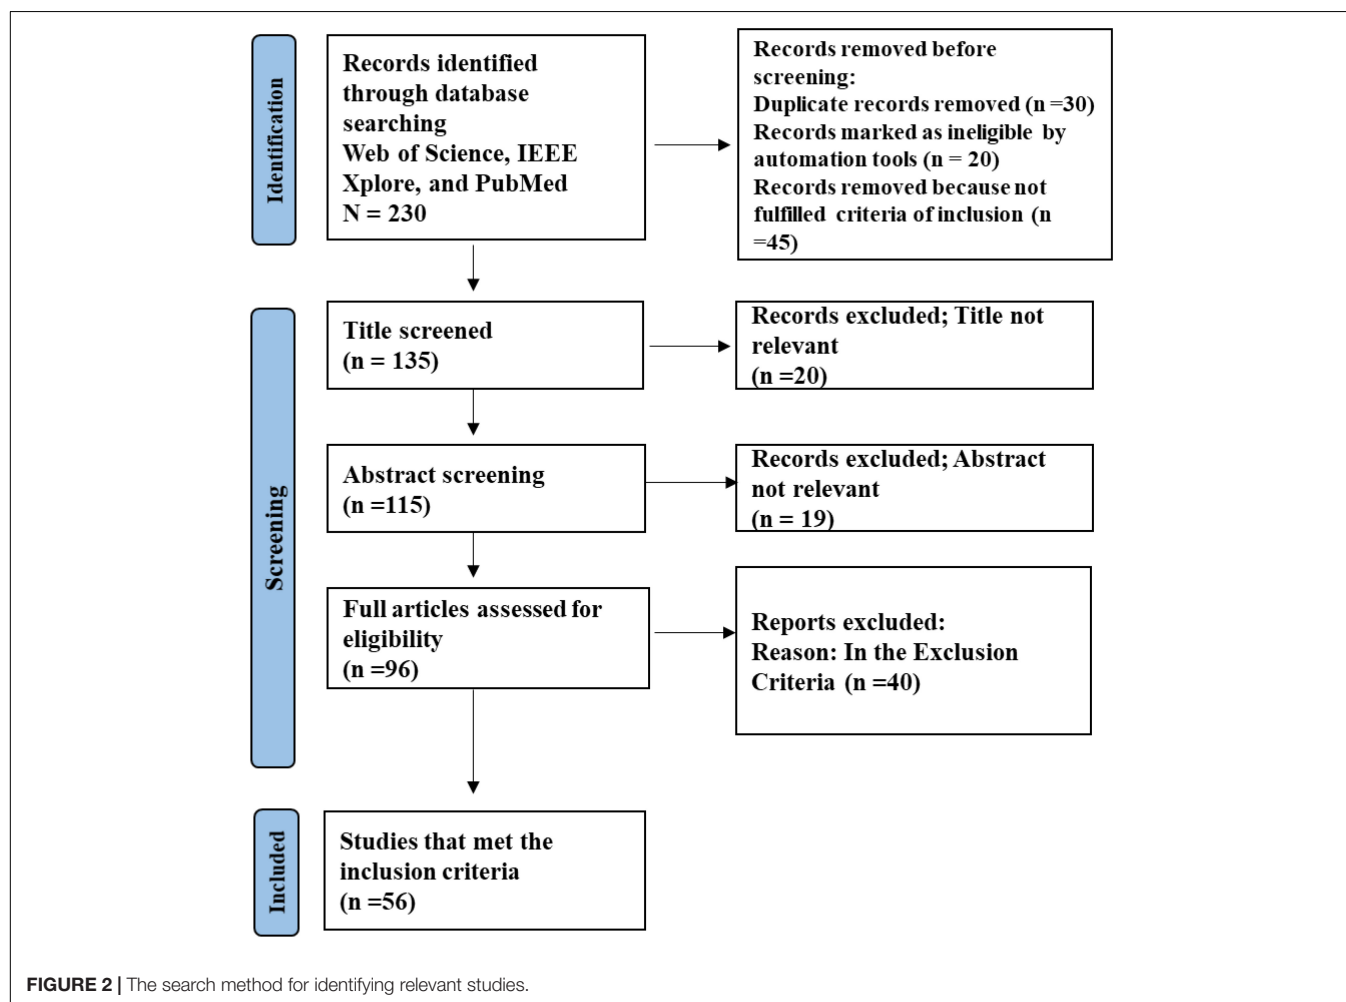 Identification
Records identified
through database
searching
Web of Science, IEEE
Xplore, and PubMed
N = 230
Records removed before
screening:
Duplicate records removed (n =30)
Records marked as ineligible by
automation tools (n = 20)
Records removed because not
fulfilled criteria of inclusion (n
=45)
Screening
Title screened
(n = 135)
Records excluded; Title not
relevant
(n =20)
Abstract screening
(n =115)
Records excluded; Abstract
not relevant
(n = 19)
Full articles assessed for
eligibility
(n =96)
Reports excluded:
Reason: In the Exclusion
Criteria (n =40)
Included
Studies that met the
inclusion criteria
(n =56)
FIGURE 2 | The search method for identifying relevant studies.